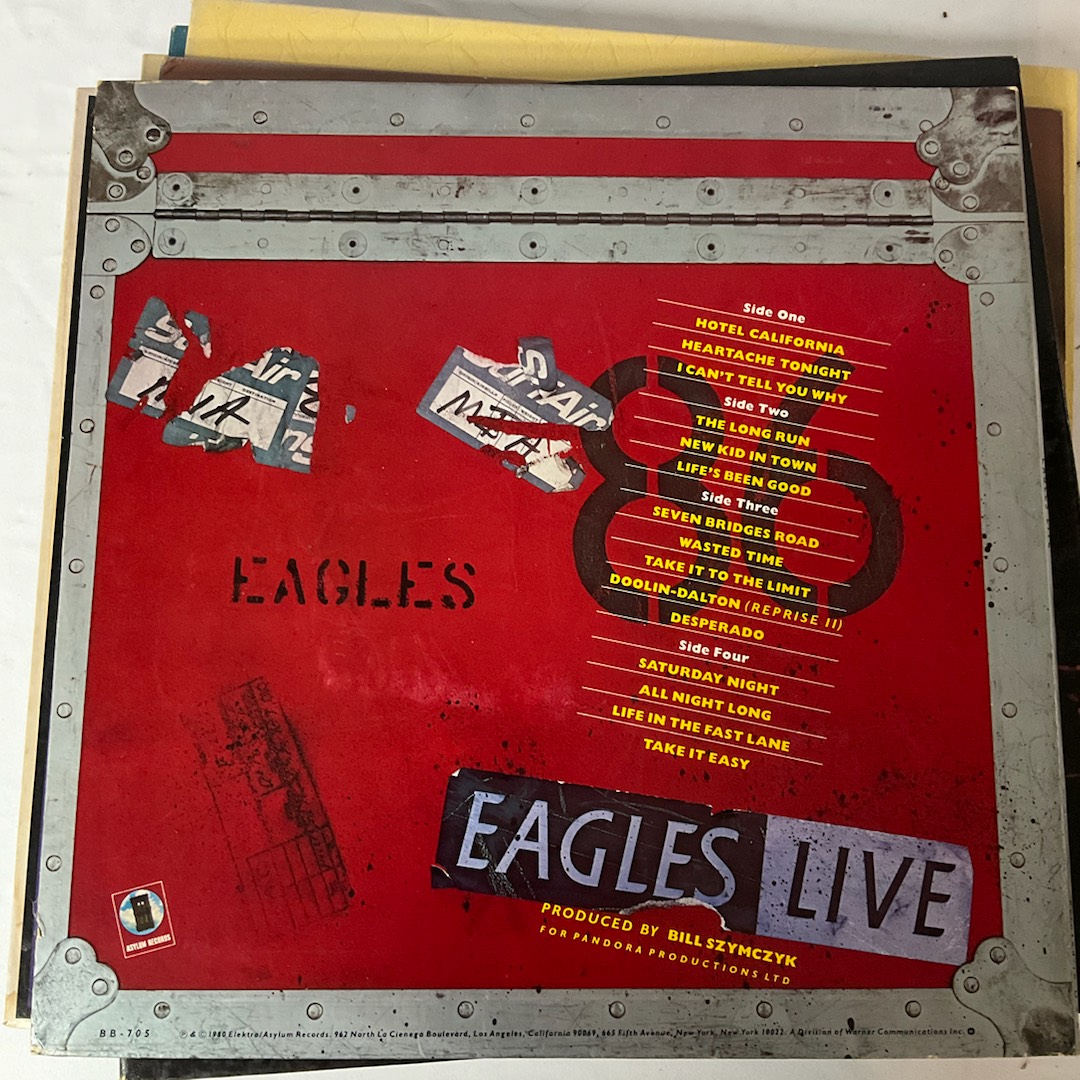 Side One
HOTEL CALIFORNIA
HEARTACHE TONIGHT
I CAN'T TELL YOU WHY
Side Two
THE LONG RUN
NEW KID IN TOWN
LIFE'S BEEN GOOD
Side Three
SEVEN BRIDGES ROAD
WASTED TIME
TAKE IT TO THE LIMIT
DOOLIN-DALTON (REPRISE II)
DESPERADO
Side Four
SATURDAY NIGHT
ALL NIGHT LONG
LIFE IN THE FAST LANE
TAKE IT EASY
Air
MIA
Air
EAGLES
EAGLES LIVE
PRODUCED BY BILL SZYMCZYK
FOR PANDORA PRODUCTIONS LTD
ASYLUM RECORDS
BB-705
℗ & © 1980 Elektra/Asylum Records. 962 North La Cienega Boulevard, Los Angeles, California 90069, 665 Fifth Avenue, New York, New York 10022. A Division of Warner Communications Inc.